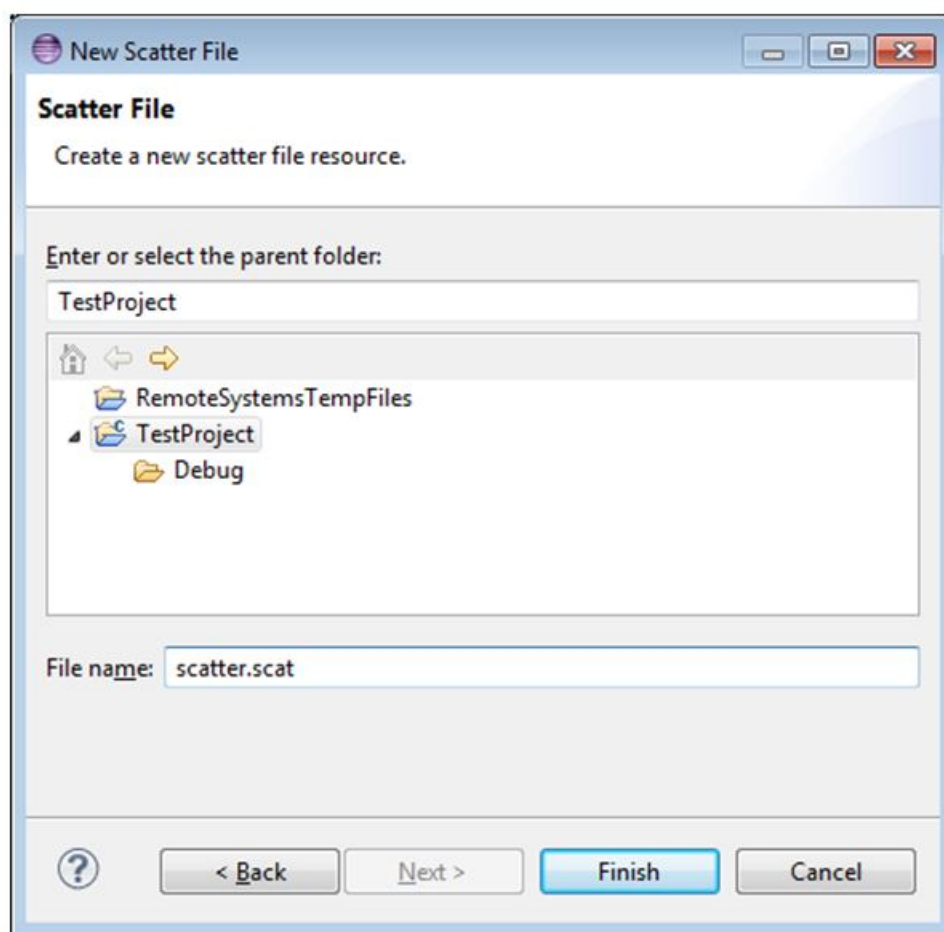 New Scatter File
Scatter File
Create a new scatter file resource.
Enter or select the parent folder:
TestProject
RemoteSystemsTempFiles
TestProject
Debug
File name: scatter.scat
? < Back Next > Finish Cancel